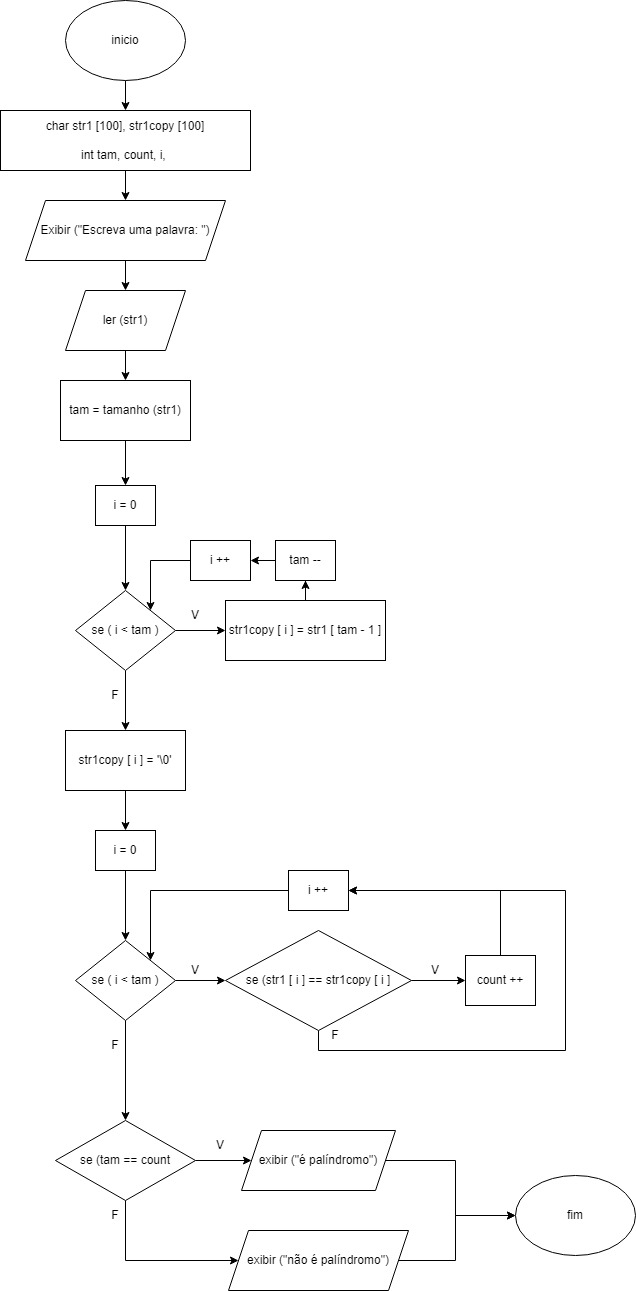 inicio
char str1 [100], str1copy [100]
int tam, count, i,
Exibir ("Escreva uma palavra: ")
ler (str1)
tam = tamanho (str1)
i = 0
i ++
tam --
se ( i < tam )
V
str1copy [ i ] = str1 [ tam - 1 ]
F
str1copy [ i ] = '\0'
i = 0
i ++
se ( i < tam )
V
se (str1 [ i ] == str1copy [ i ]
V
count ++
F
F
se (tam == count
V
exibir ("é palíndromo")
F
exibir ("não é palíndromo")
fim